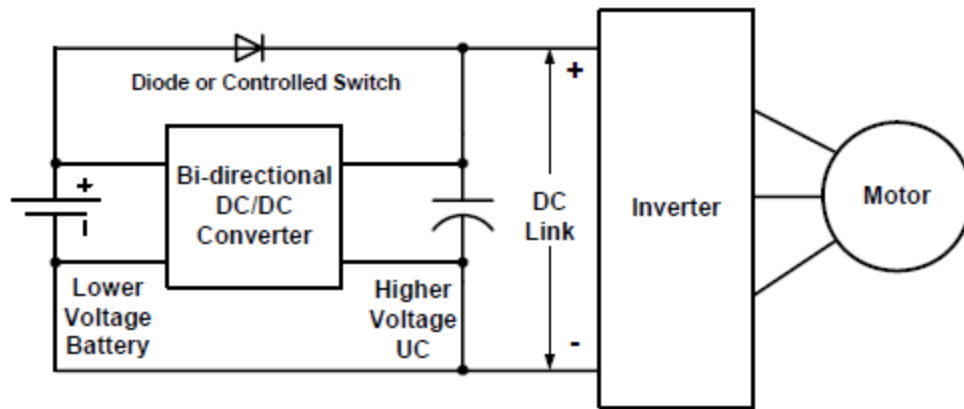 Diode or Controlled Switch
+
Bi-directional
DC/DC
Converter
Lower
Voltage
Battery
Higher
Voltage
UC
+
DC
Link
-
Inverter
Motor